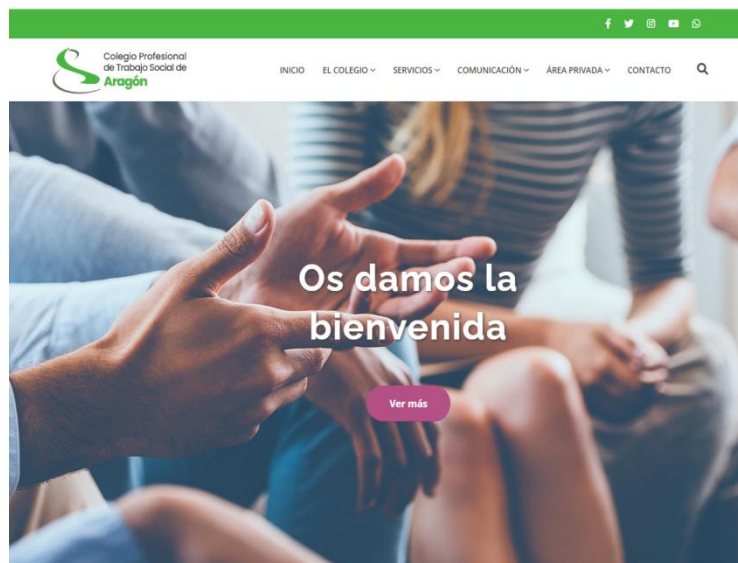 Colegio Profesional
de Trabajo Social de
Aragón
INICIO EL COLEGIO SERVICIOS COMUNICACIÓN ÁREA PRIVADA CONTACTO
Os damos la
bienvenida
Ver más